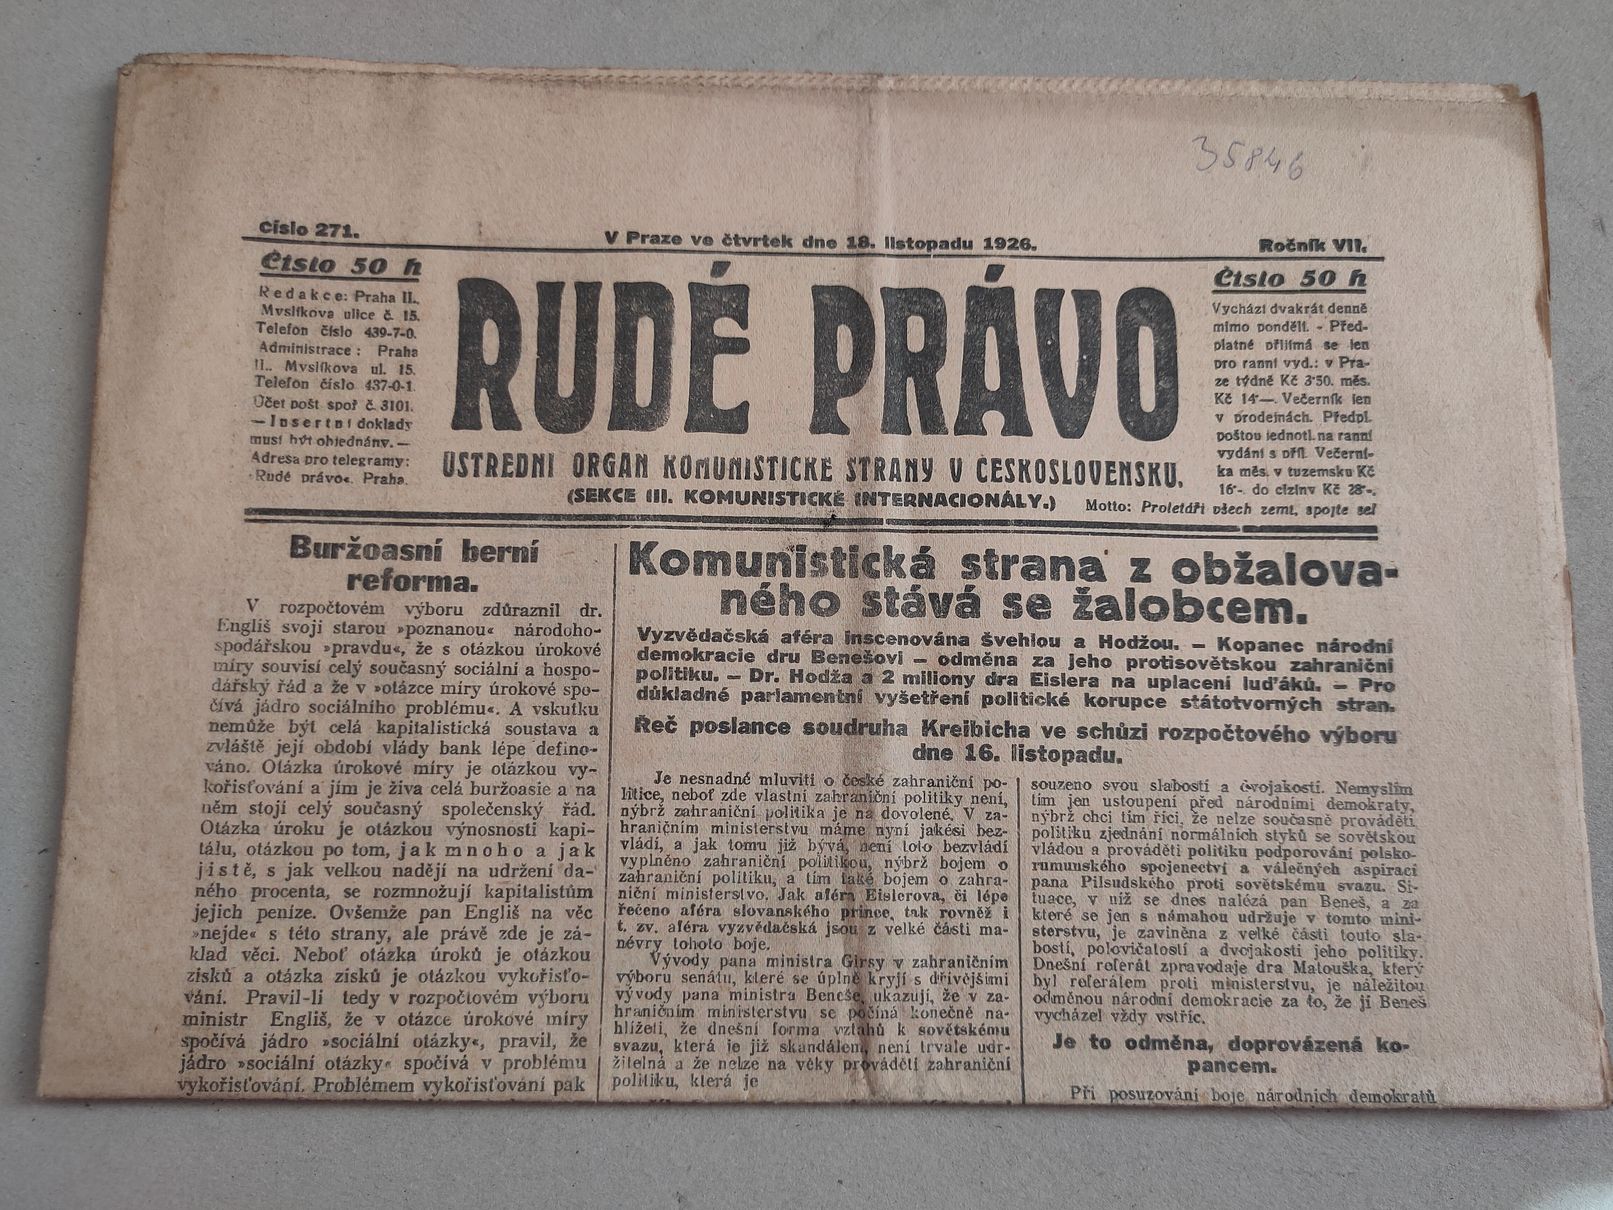 35846
Číslo 271.
V Praze ve čtvrtek dne 18. listopadu 1926.
Ročník VII.
Číslo 50 h
Redakce: Praha II.,
Myslíkova ulice č. 15.
Telefon číslo 439-7-0.
Administrace: Praha
II., Myslíkova ul. 15.
Telefon číslo 437-0-1.
Účet pošt. spoř č. 3101.
— Insertní doklady
musí být objednány. —
Adresa pro telegramy:
»Rudé právo«, Praha.
RUDÉ PRÁVO
ÚSTŘEDNÍ ORGÁN KOMUNISTICKÉ STRANY V ČESKOSLOVENSKU.
(SEKCE III. KOMUNISTICKÉ INTERNACIONÁLY.)
Motto: Proletáři všech zemí, spojte se!
Číslo 50 h
Vychází dvakrát denně
mimo pondělí. - Před-
platné přijímá se jen
pro ranní vyd.: v Pra-
ze týdně Kč 3·50, měs.
Kč 14·—. Večerník jen
v prodejnách. Předpl.
poštou jednotl. na ranní
vydání s příl. Večerní-
ka měs. v tuzemsku Kč
16·-, do ciziny Kč 28·-.
Buržoasní berní
reforma.
V rozpočtovém výboru zdůraznil dr.
Engliš svoji starou »poznanou« národoho-
spodářskou »pravdu«, že s otázkou úrokové
míry souvisí celý současný sociální a hospo-
dářský řád a že v »otázce míry úrokové spo-
čívá jádro sociálního problému«. A vskutku
nemůže být celá kapitalistická soustava a
zvláště její období vlády bank lépe defino-
váno. Otázka úrokové míry je otázkou vy-
kořisťování a jím je živa celá buržoasie a na
něm stojí celý současný společenský řád.
Otázka úroku je otázkou výnosnosti kapi-
tálu, otázkou po tom, jak mnoho a jak
jistě, s jak velkou nadějí na udržení da-
ného procenta, se rozmnožují kapitalistům
jejich peníze. Ovšemže pan Engliš na věc
»nejde« s této strany, ale právě zde je zá-
klad věci. Neboť otázka úroků je otázkou
zisků a otázka zisků je otázkou vykořisťo-
vání. Pravil-li tedy v rozpočtovém výboru
ministr Engliš, že v otázce úrokové míry
spočívá jádro »sociální otázky«, pravil, že
jádro »sociální otázky« spočívá v problému
vykořisťování. Problémem vykořisťování pak
Komunistická strana z obžalova-
ného stává se žalobcem.
Vyzvědačská aféra inscenována Švehlou a Hodžou. — Kopanec národní
demokracie dru Benešovi — odměna za jeho protisovětskou zahraniční
politiku. — Dr. Hodža a 2 miliony dra Eislera na uplacení luďáků. — Pro
důkladné parlamentní vyšetření politické korupce státotvorných stran.
Řeč poslance soudruha Kreibicha ve schůzi rozpočtového výboru
dne 16. listopadu.
Je nesnadné mluviti o české zahraniční po-
litice, neboť zde vlastní zahraniční politiky není,
nýbrž zahraniční politika je na dovolené. V za-
hraničním ministerstvu máme nyní jakési bez-
vládí, a jak tomu již bývá, není toto bezvládí
vyplněno zahraniční politikou, nýbrž bojem o
zahraniční politiku, a tím také bojem o zahra-
niční ministerstvo. Jak aféra Eislerova, či lépe
řečeno aféra slovanského prince, tak rovněž i
t. zv. aféra vyzvědačská jsou z velké části ma-
névry tohoto boje.
Vývody pana ministra Girsy v zahraničním
výboru senátu, které se úplně kryjí s dřívějšími
vývody pana ministra Beneše, ukazují, že v za-
hraničním ministerstvu se počíná konečně na-
hlížeti, že dnešní forma vztahů k sovětskému
svazu, která je již skandálem, není trvale udr-
žitelná a že nelze na věky prováděti zahraniční
politiku, která je
souzeno svou slabostí a dvojakostí. Nemyslím
tím jen ustoupení před národními demokraty,
nýbrž chci tím říci, že nelze současně prováděti
politiku zjednání normálních styků se sovětskou
vládou a prováděti politiku podporování polsko-
rumunského spojenectví a válečných aspirací
pana Pilsudského proti sovětskému svazu. Si-
tuace, v níž se dnes nalézá pan Beneš, a za
které se jen s námahou udržuje v tomto mini-
sterstvu, je zaviněna z velké části touto sla-
bostí, polovičatostí a dvojakostí jeho politiky.
Dnešní referát zpravodaje dra Matouška, který
byl referátem proti ministerstvu, je náležitou
odměnou národní demokracie za to, že jí Beneš
vycházel vždy vstříc.
Je to odměna, doprovázená ko-
pancem.
Při posuzování boje národních demokratů